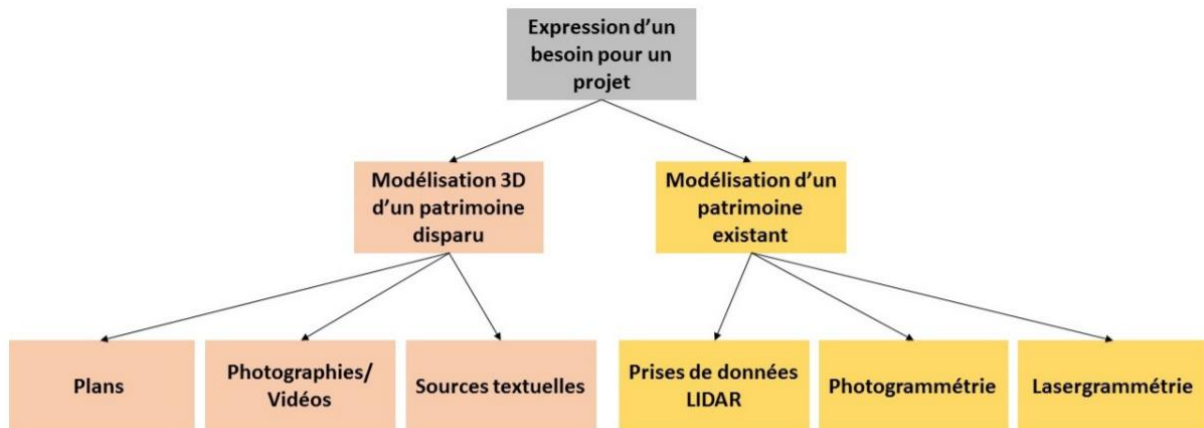 Expression d’un
besoin pour un
projet
Modélisation 3D
d’un patrimoine
disparu
Modélisation d’un
patrimoine
existant
Plans
Photographies/
Vidéos
Sources textuelles
Prises de données
LIDAR
Photogrammétrie
Lasergrammétrie